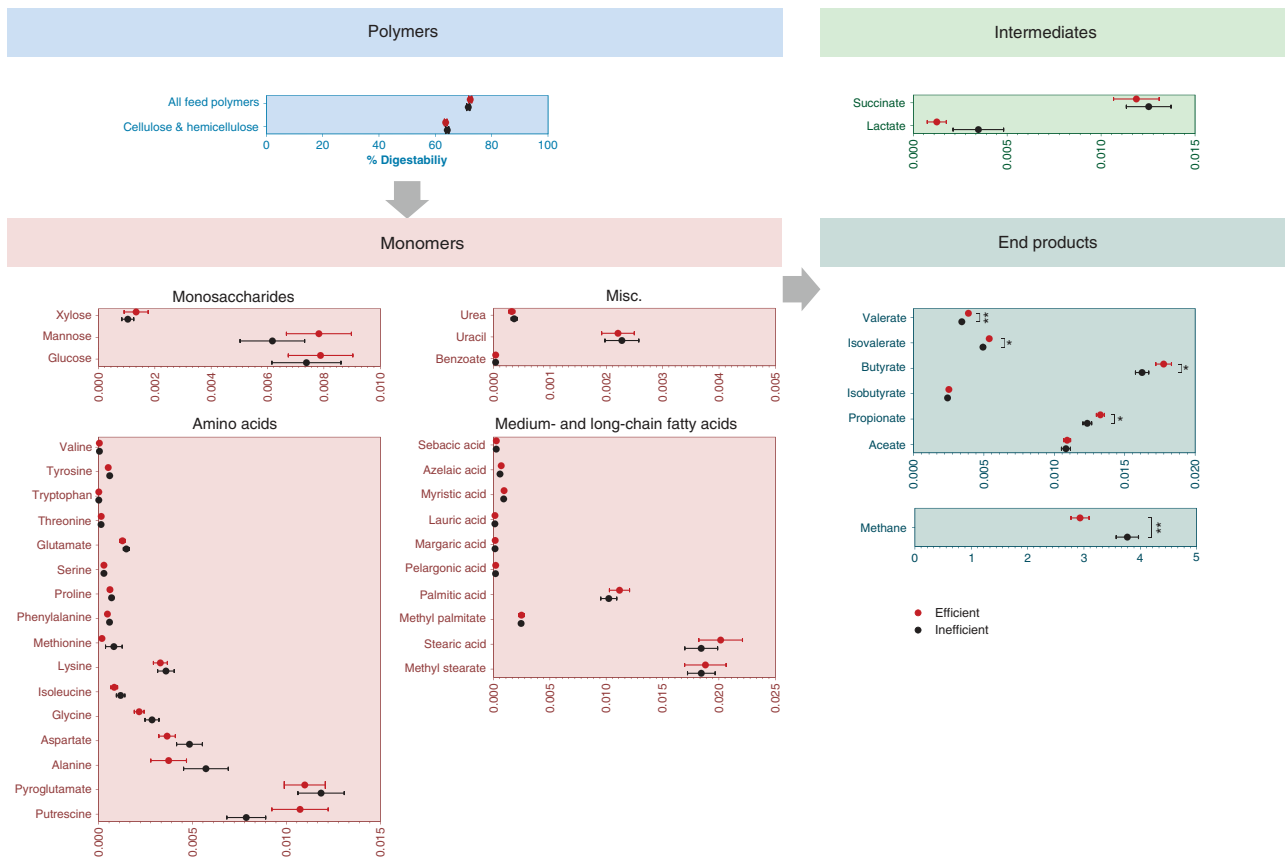 Polymers
All feed polymers
Cellulose & hemicellulose
0 20 40 60 80 100
% Digestabiliy
Intermediates
Succinate
Lactate
0.000 0.005 0.010 0.015
Monomers
Monosaccharides
Xylose
Mannose
Glucose
0.000 0.002 0.004 0.006 0.008 0.010
Misc.
Urea
Uracil
Benzoate
0.000 0.001 0.002 0.003 0.004 0.005
Amino acids
Valine
Tyrosine
Tryptophan
Threonine
Glutamate
Serine
Proline
Phenylalanine
Methionine
Lysine
Isoleucine
Glycine
Aspartate
Alanine
Pyroglutamate
Putrescine
0.000 0.005 0.010 0.015
Medium- and long-chain fatty acids
Sebacic acid
Azelaic acid
Myristic acid
Lauric acid
Margaric acid
Pelargonic acid
Palmitic acid
Methyl palmitate
Stearic acid
Methyl stearate
0.000 0.005 0.010 0.015 0.020 0.025
End products
Valerate **
Isovalerate *
Butyrate *
Isobutyrate
Propionate *
Aceate
0.000 0.005 0.010 0.015 0.020
Methane **
0 1 2 3 4 5
Efficient
Inefficient